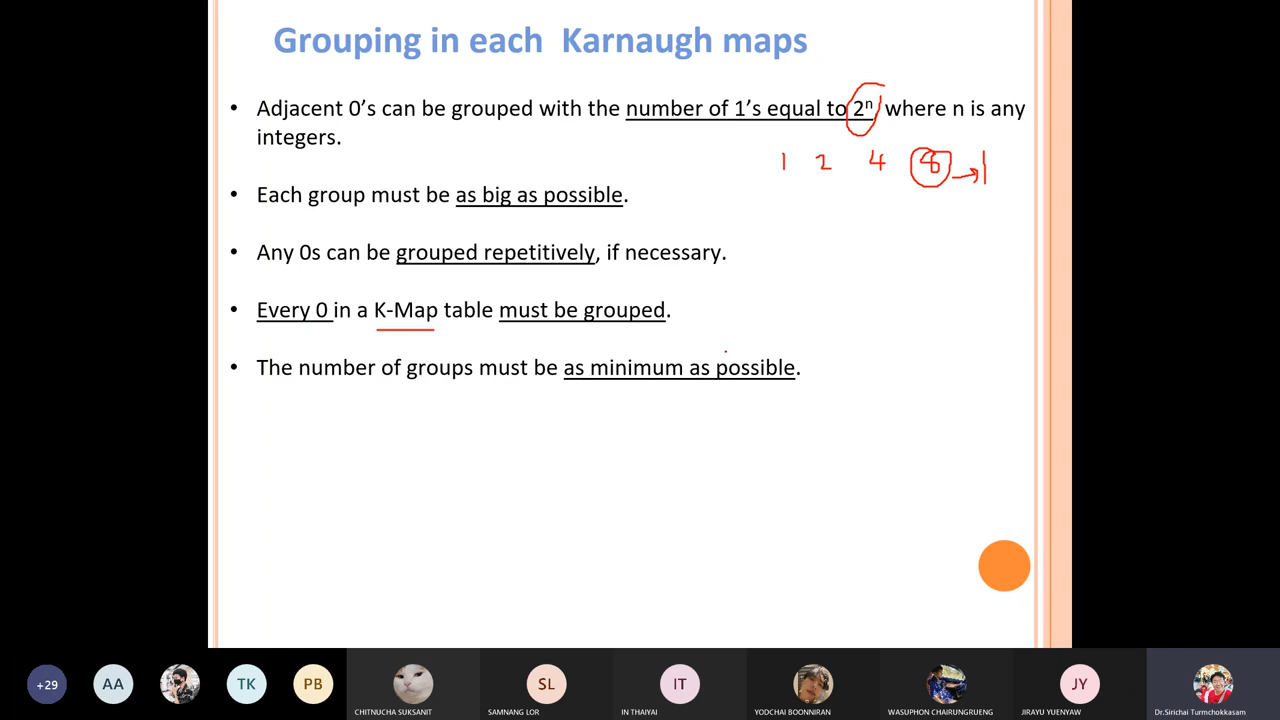 Grouping in each Karnaugh maps
• Adjacent 0's can be grouped with the number of 1's equal to 2ⁿ, where n is any
integers.
1 2 4 8 → 1
• Each group must be as big as possible.
• Any 0s can be grouped repetitively, if necessary.
• Every 0 in a K-Map table must be grouped.
• The number of groups must be as minimum as possible.
+29 AA TK PB SL IT JY
CHITNUCHA SUKSANIT SAMNANG LOR IN THAIYAI YODCHAI BOONNIRAN WASUPHON CHAIRUNGRUENG JIRAYU YUENYAW Dr.Sirichai Turmchokkasam